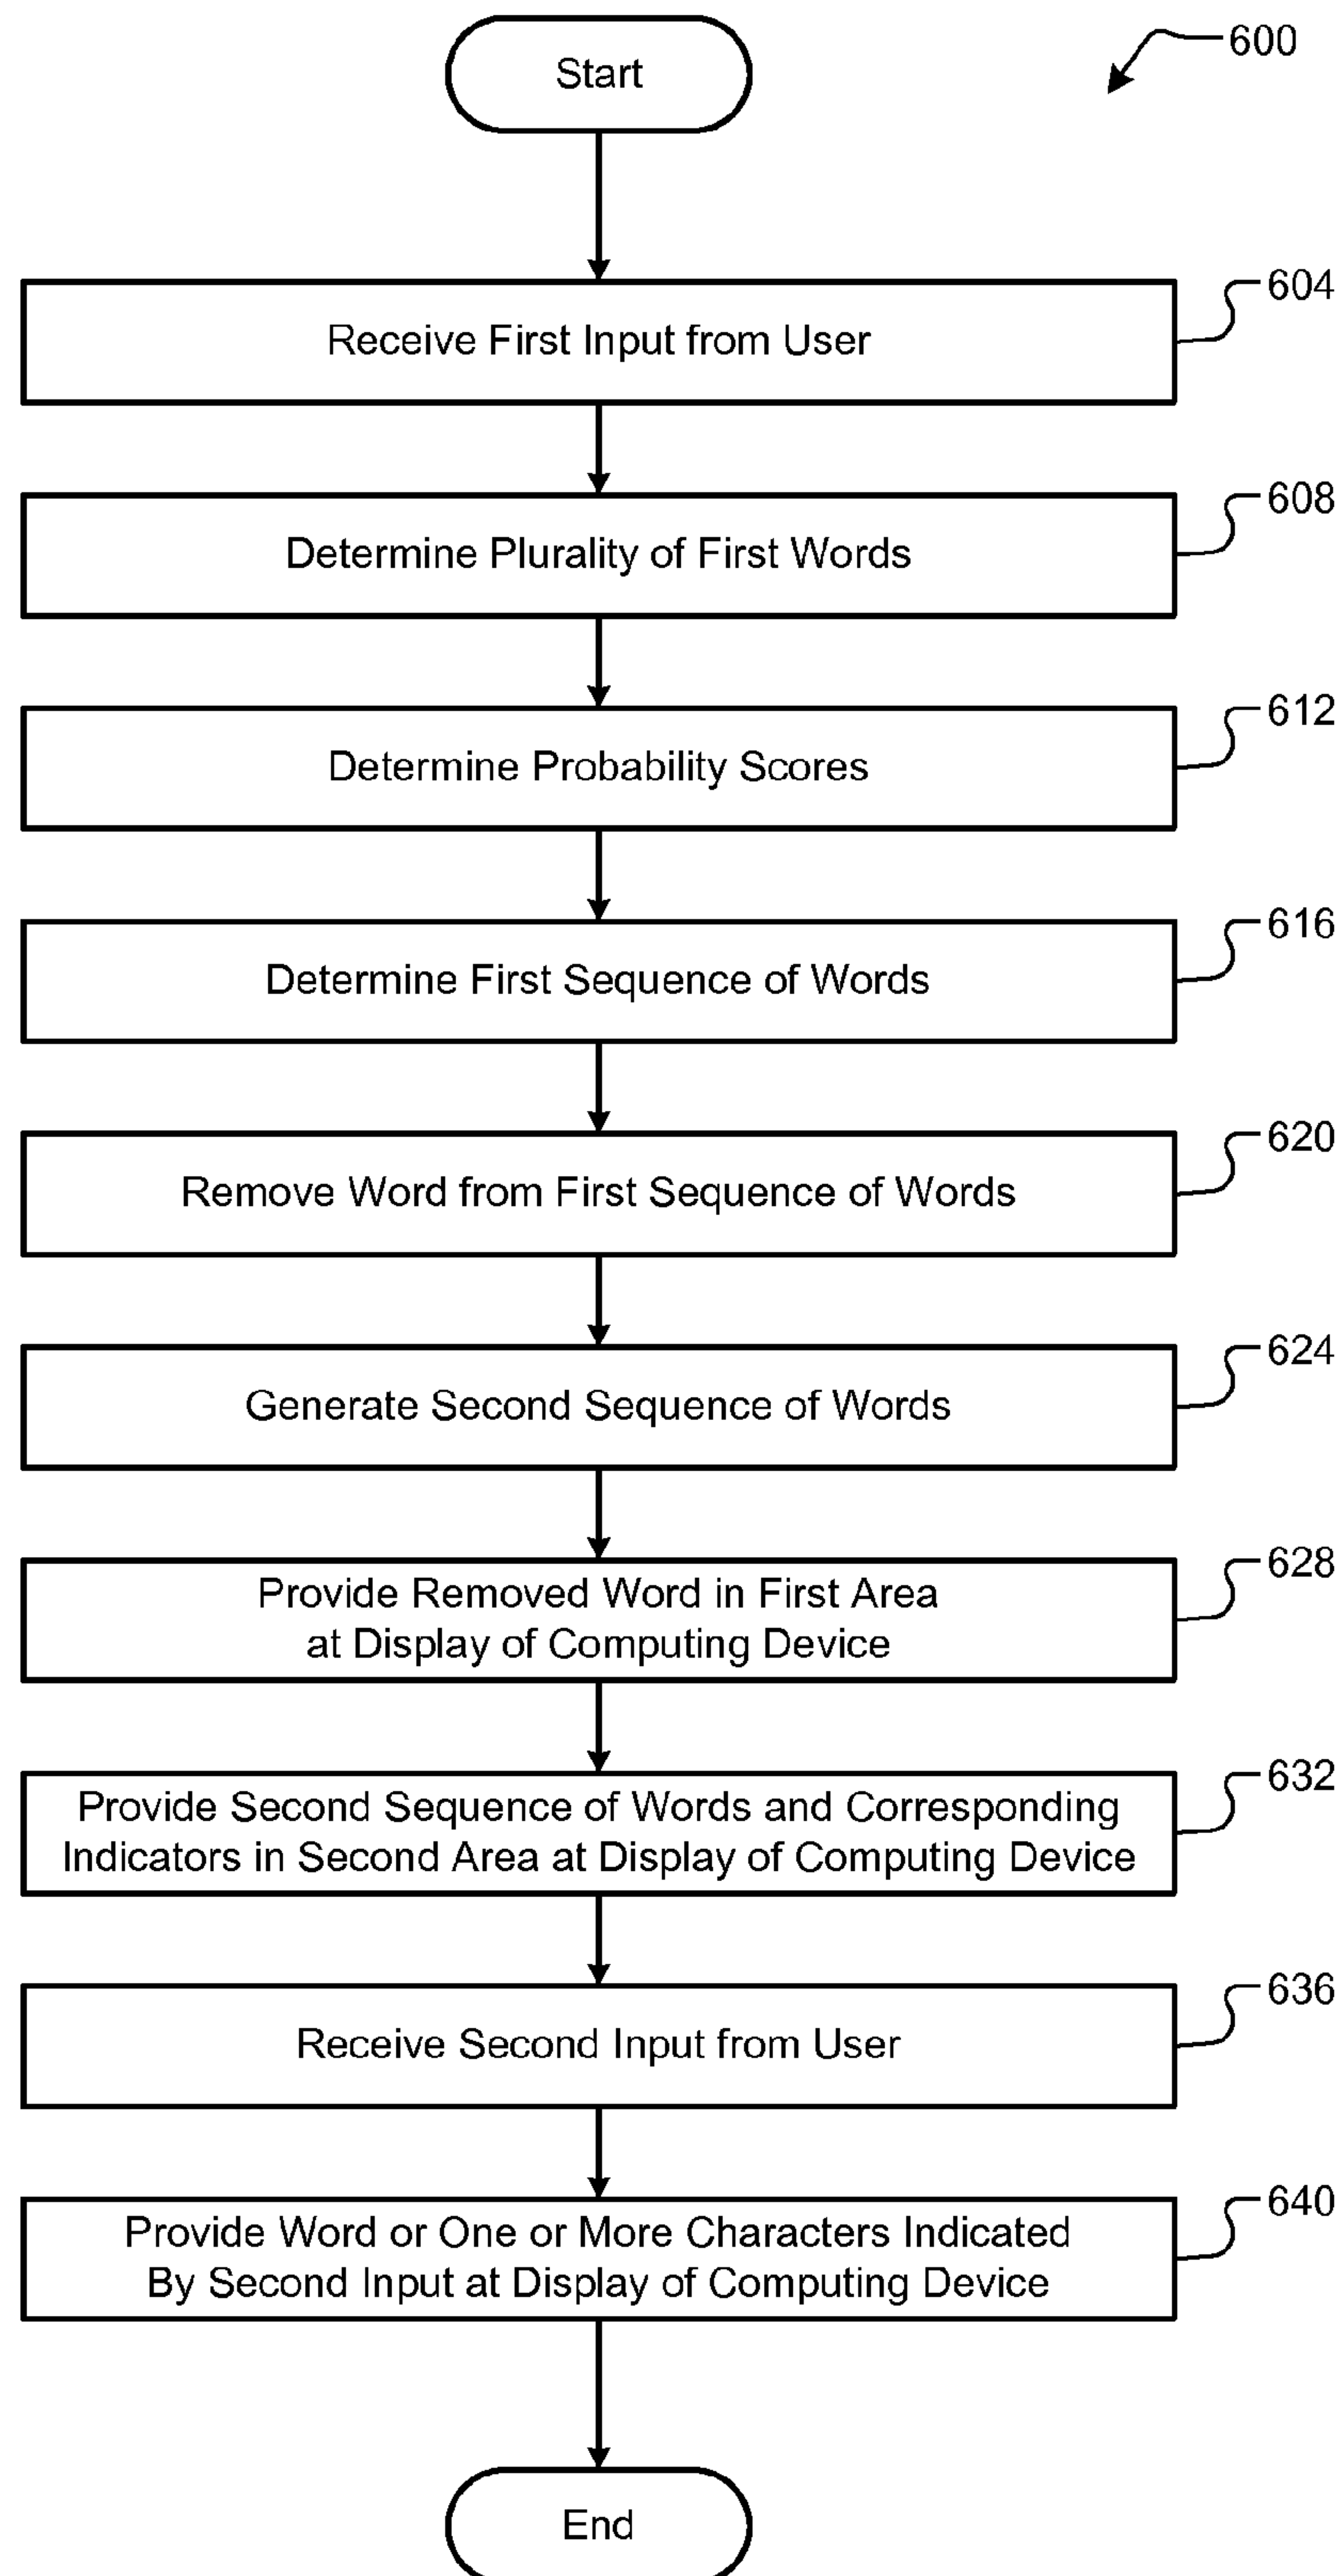 Start
600
Receive First Input from User
604
Determine Plurality of First Words
608
Determine Probability Scores
612
Determine First Sequence of Words
616
Remove Word from First Sequence of Words
620
Generate Second Sequence of Words
624
Provide Removed Word in First Area
at Display of Computing Device
628
Provide Second Sequence of Words and Corresponding
Indicators in Second Area at Display of Computing Device
632
Receive Second Input from User
636
Provide Word or One or More Characters Indicated
By Second Input at Display of Computing Device
640
End